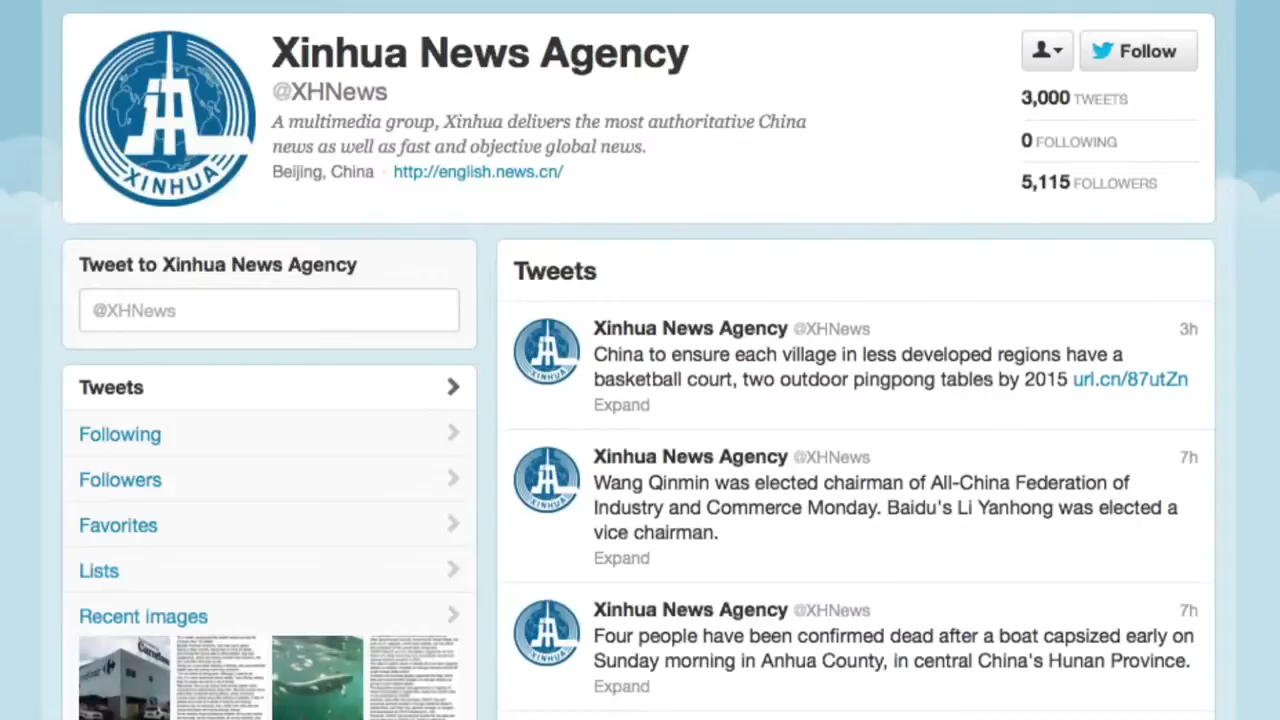 Xinhua News Agency
@XHNews
A multimedia group, Xinhua delivers the most authoritative China
news as well as fast and objective global news.
Beijing, China · http://english.news.cn/
Follow
3,000 TWEETS
0 FOLLOWING
5,115 FOLLOWERS
XINHUA
Tweet to Xinhua News Agency
@XHNews
Tweets
Following
Followers
Favorites
Lists
Recent images
Tweets
Xinhua News Agency @XHNews 3h
China to ensure each village in less developed regions have a
basketball court, two outdoor pingpong tables by 2015 url.cn/87utZn
Expand
XINHUA
Xinhua News Agency @XHNews 7h
Wang Qinmin was elected chairman of All-China Federation of
Industry and Commerce Monday. Baidu's Li Yanhong was elected a
vice chairman.
Expand
XINHUA
Xinhua News Agency @XHNews 7h
Four people have been confirmed dead after a boat capsized early on
Sunday morning in Anhua County, in central China's Hunan Province.
Expand
XINHUA